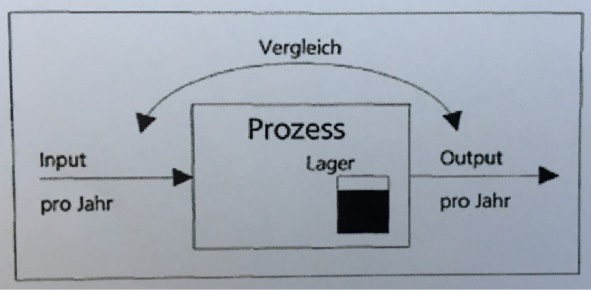 Vergleich
Prozess
Lager
Input
pro Jahr
Output
pro Jahr